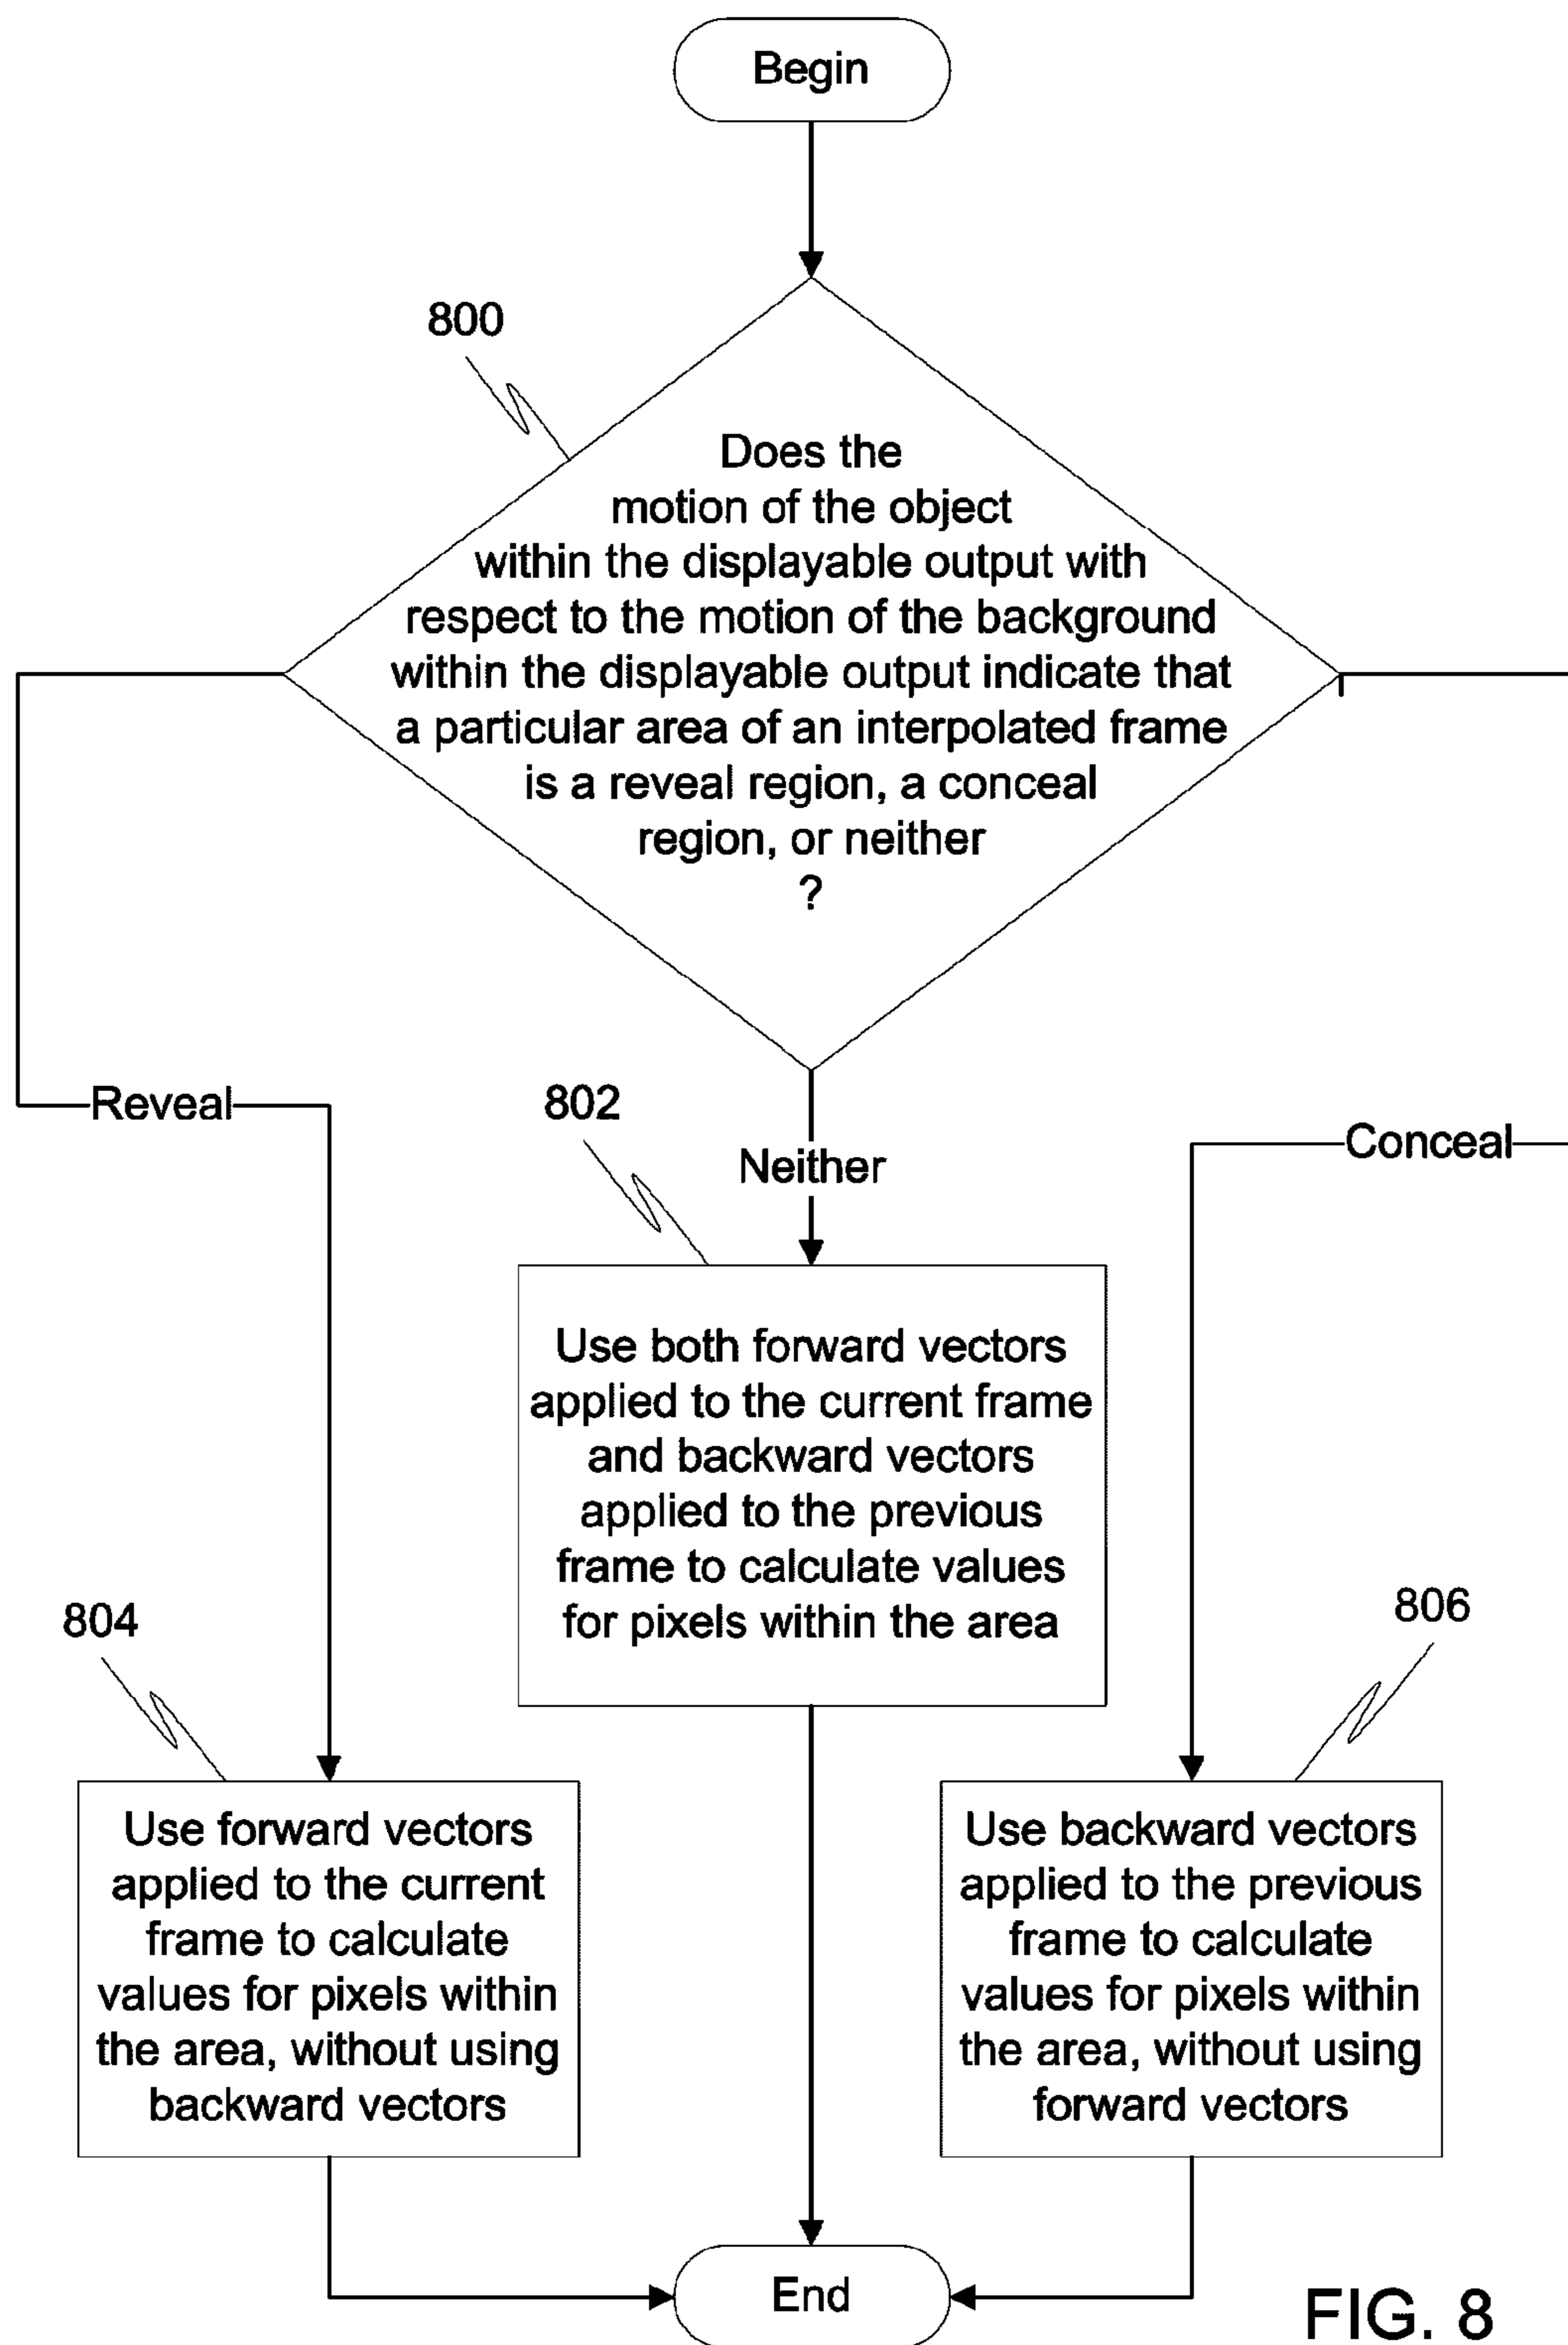 Begin
800
Does the
motion of the object
within the displayable output with
respect to the motion of the background
within the displayable output indicate that
a particular area of an interpolated frame
is a reveal region, a conceal
region, or neither
?
Reveal
802
Neither
Conceal
Use both forward vectors
applied to the current frame
and backward vectors
applied to the previous
frame to calculate values
for pixels within the area
804
806
Use forward vectors
applied to the current
frame to calculate
values for pixels within
the area, without using
backward vectors
Use backward vectors
applied to the previous
frame to calculate
values for pixels within
the area, without using
forward vectors
End
FIG. 8